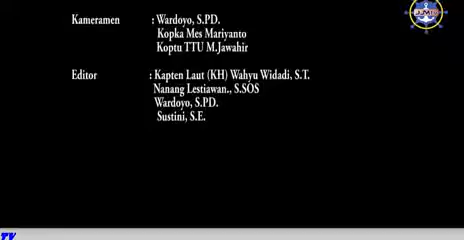 Kameramen : Wardoyo, S.PD.
Kopka Mes Mariyanto
Koptu TTU M.Jawahir
Editor : Kapten Laut (KH) Wahyu Widadi, S.T.
Nanang Lestiawan., S.SOS
Wardoyo, S.PD.
Sustini, S.E.
TV